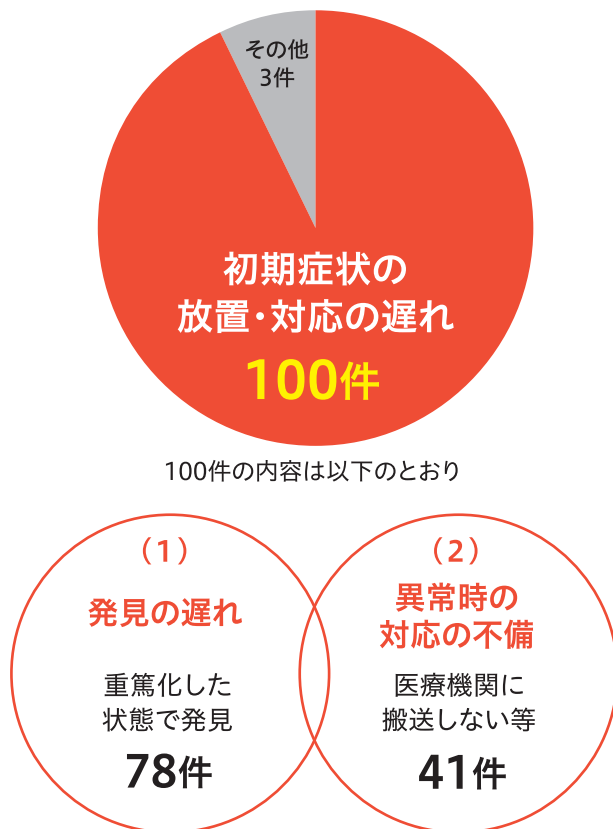 その他
3件
初期症状の
放置・対応の遅れ
100件
100件の内容は以下のとおり
（1）
発見の遅れ
重篤化した
状態で発見
78件
（2）
異常時の
対応の不備
医療機関に
搬送しない等
41件